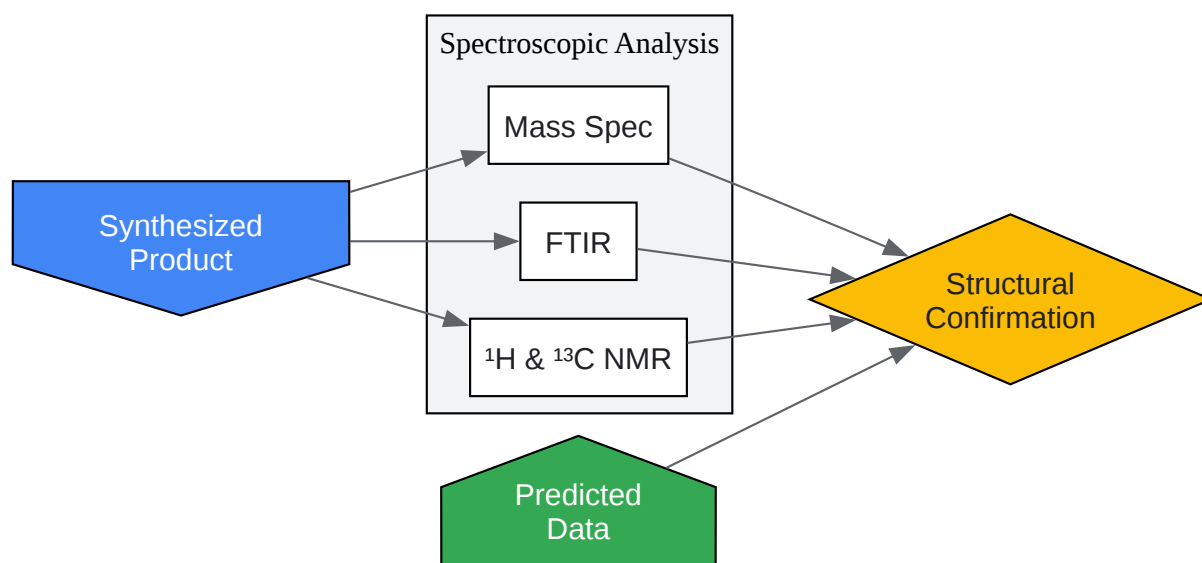 Spectroscopic Analysis
Mass Spec
Synthesized
Product
FTIR
Structural
Confirmation
¹H & ¹³C NMR
Predicted
Data